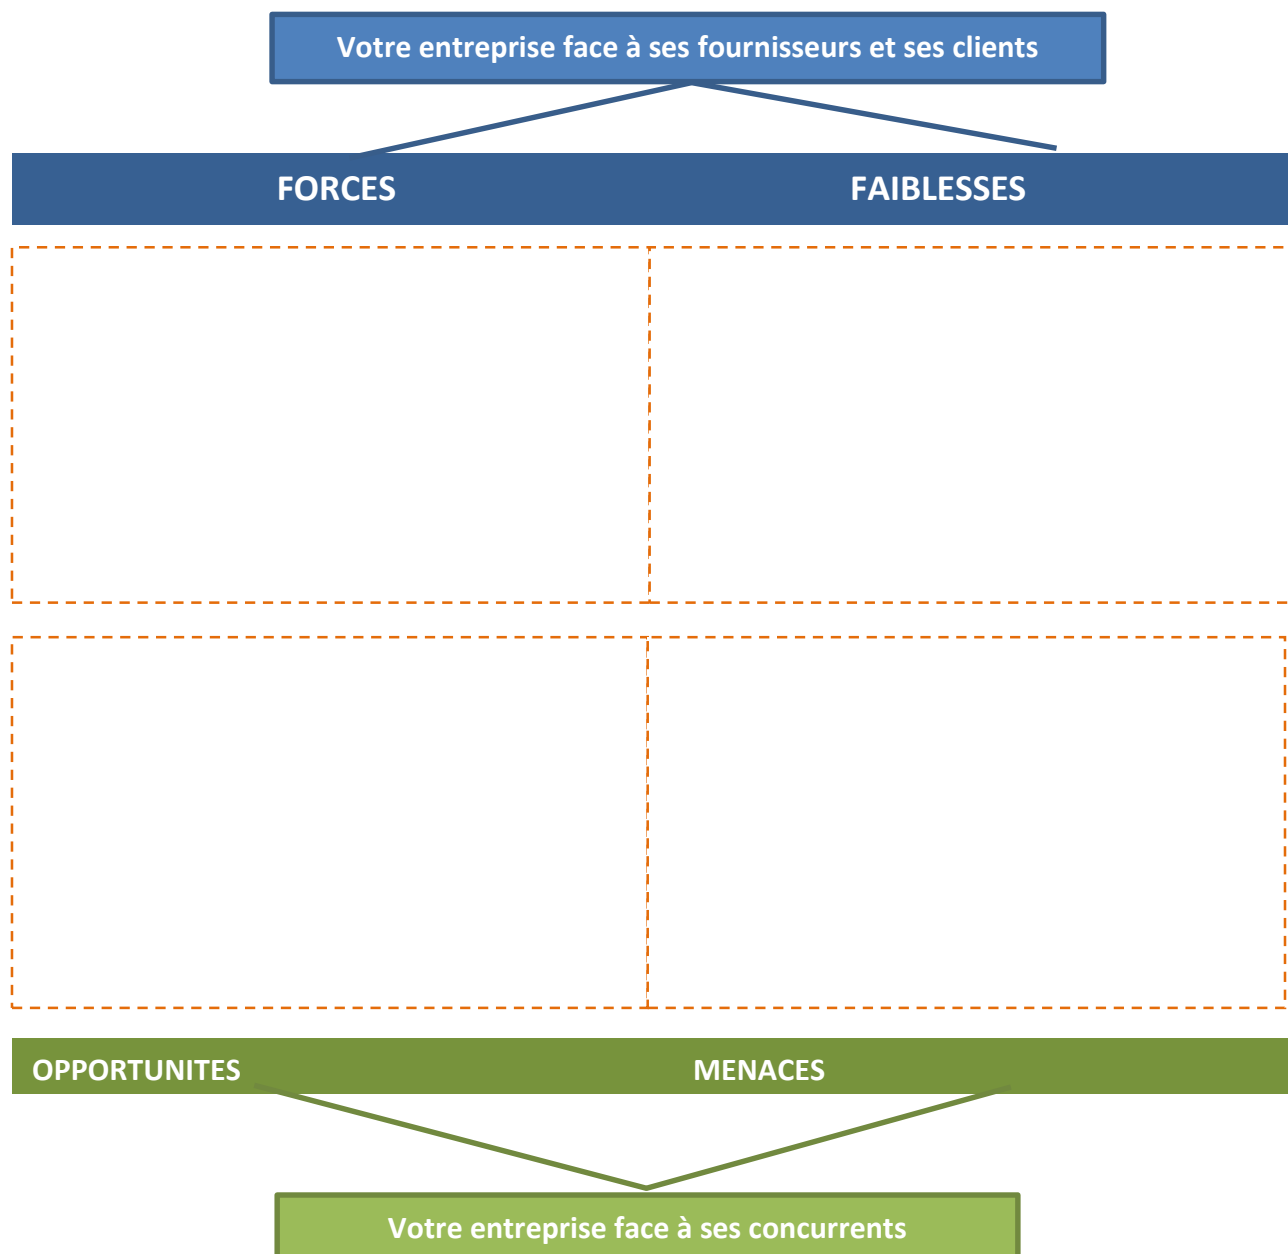 Votre entreprise face à ses fournisseurs et ses clients
FORCES FAIBLESSES
OPPORTUNITES MENACES
Votre entreprise face à ses concurrents